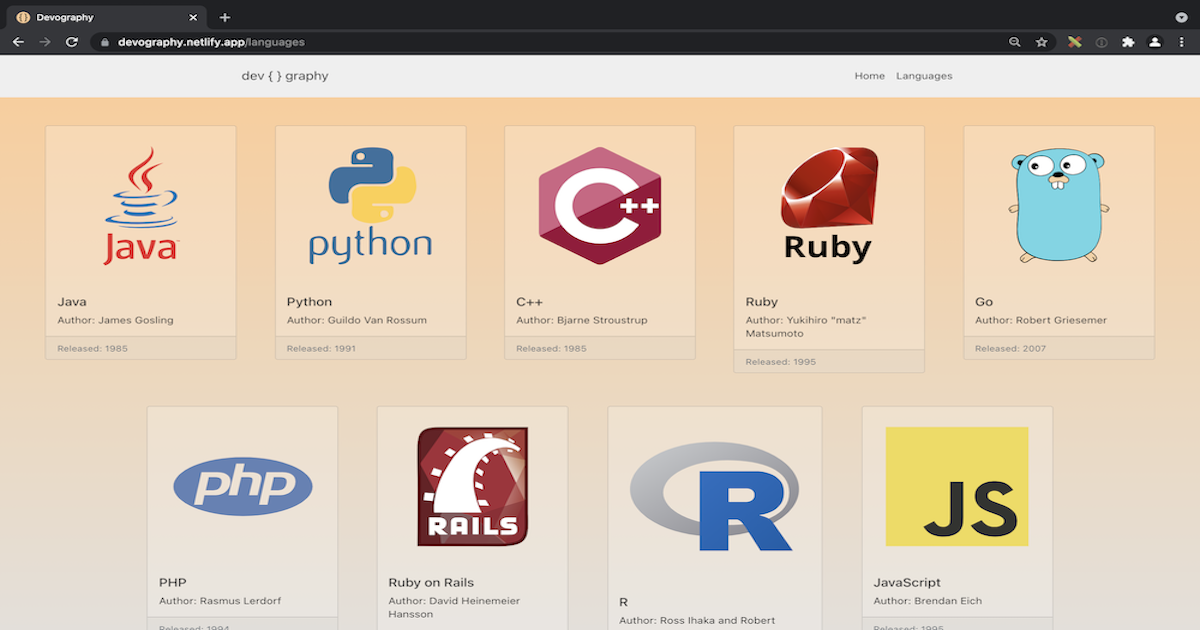 Devography
devography.netlify.app/languages
dev { } graphy
Home Languages
Java
python
C++
Ruby
Java
Author: James Gosling
Released: 1985
Python
Author: Guildo Van Rossum
Released: 1991
C++
Author: Bjarne Stroustrup
Released: 1985
Ruby
Author: Yukihiro "matz"
Matsumoto
Released: 1995
Go
Author: Robert Griesemer
Released: 2007
php
RAILS
R
JS
PHP
Author: Rasmus Lerdorf
Released: 1994
Ruby on Rails
Author: David Heinemeier
Hansson
R
Author: Ross Ihaka and Robert
JavaScript
Author: Brendan Eich
Released: 1995